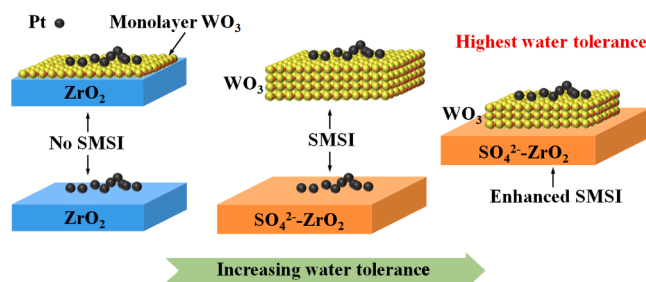 Pt
Monolayer WO₃
ZrO₂
No SMSI
ZrO₂
WO₃
SMSI
SO₄²⁻-ZrO₂
Highest water tolerance
WO₃
SO₄²⁻-ZrO₂
Enhanced SMSI
Increasing water tolerance